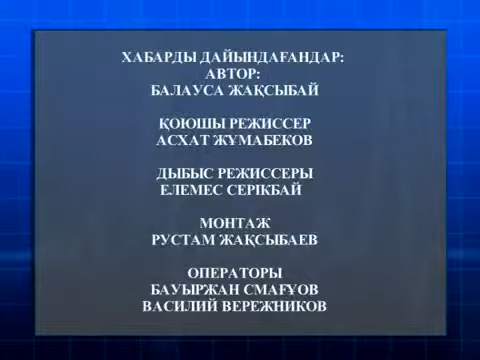 ХАБАРДЫ ДАЙЫНДАҒАНДАР:
АВТОР:
БАЛАУСА ЖАҚСЫБАЙ
ҚОЮШЫ РЕЖИССЕР
АСХАТ ЖҰМАБЕКОВ
ДЫБЫС РЕЖИССЕРЫ
ЕЛЕМЕС СЕРІКБАЙ
МОНТАЖ
РУСТАМ ЖАҚСЫБАЕВ
ОПЕРАТОРЫ
БАУЫРЖАН СМАҒҰОВ
ВАСИЛИЙ ВЕРЕЖНИКОВ